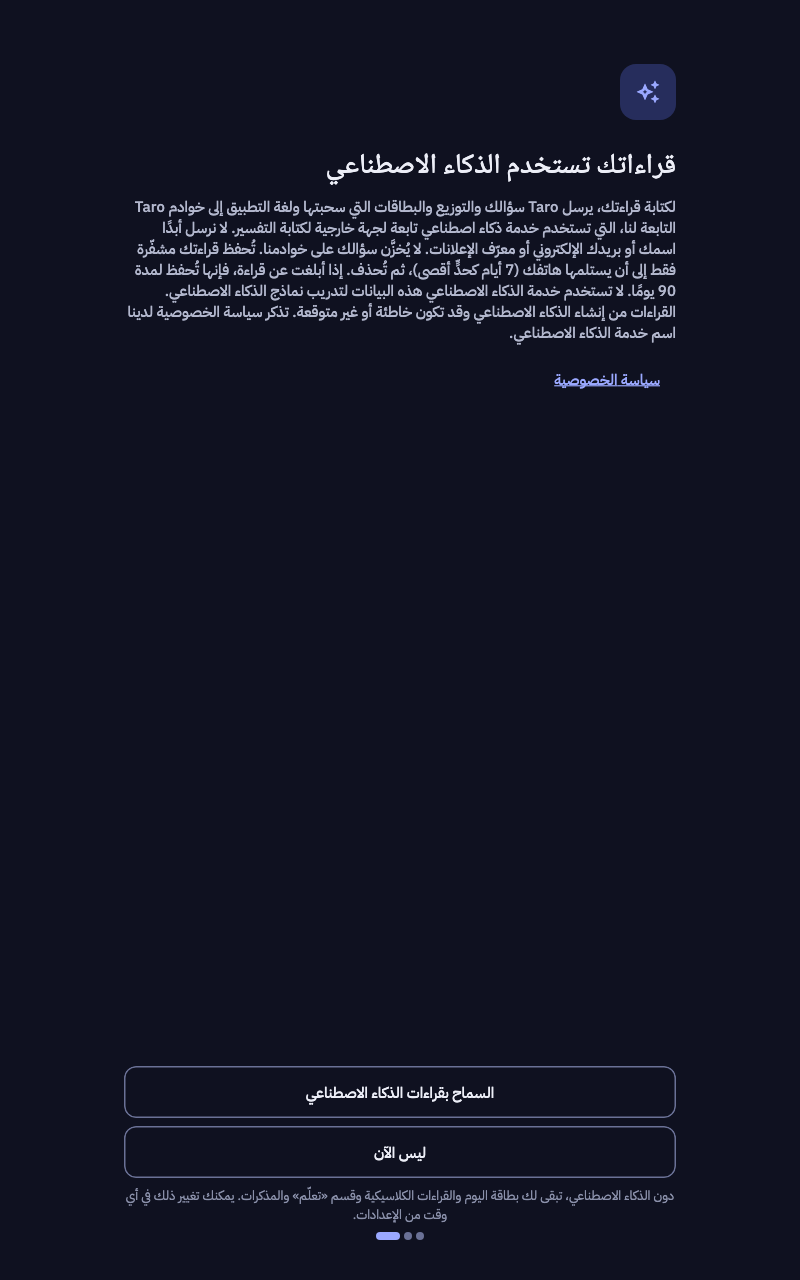 قراءاتك تستخدم الذكاء الاصطناعي
لكتابة قراءتك، يرسل Taro سؤالك والتوزيع والبطاقات التي سحبتها ولغة التطبيق إلى خوادم Taro
التابعة لنا، التي تستخدم خدمة ذكاء اصطناعي تابعة لجهة خارجية لكتابة التفسير. لا نرسل أبدًا
اسمك أو بريدك الإلكتروني أو معرّف الإعلانات. لا يُخزَّن سؤالك على خوادمنا. تُحفظ قراءتك مشفّرة
فقط إلى أن يستلمها هاتفك (7 أيام كحدٍّ أقصى)، ثم تُحذف. إذا أبلغت عن قراءة، فإنها تُحفظ لمدة
90 يومًا. لا تستخدم خدمة الذكاء الاصطناعي هذه البيانات لتدريب نماذج الذكاء الاصطناعي.
القراءات من إنشاء الذكاء الاصطناعي وقد تكون خاطئة أو غير متوقعة. تذكر سياسة الخصوصية لدينا
اسم خدمة الذكاء الاصطناعي.
سياسة الخصوصية
السماح بقراءات الذكاء الاصطناعي
ليس الآن
دون الذكاء الاصطناعي، تبقى لك بطاقة اليوم والقراءات الكلاسيكية وقسم «تعلّم» والمذكرات. يمكنك تغيير ذلك في أي
وقت من الإعدادات.